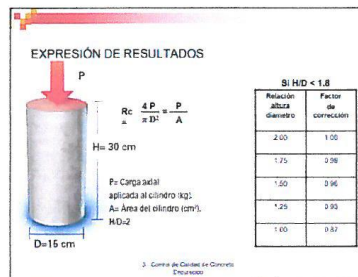 EXPRESIÓN DE RESULTADOS
P
Rc 4 P = P
π D² A
H= 30 cm
P= Carga axial
aplicada al cilindro (kg).
A= Área del cilindro (cm²).
H/D=2
D=15 cm
Si H/D < 1.8
Relación altura diametro Factor de corrección
2.00 1.00
1.75 0.98
1.50 0.96
1.25 0.93
1.00 0.87
3.- Control de Calidad de Concreto